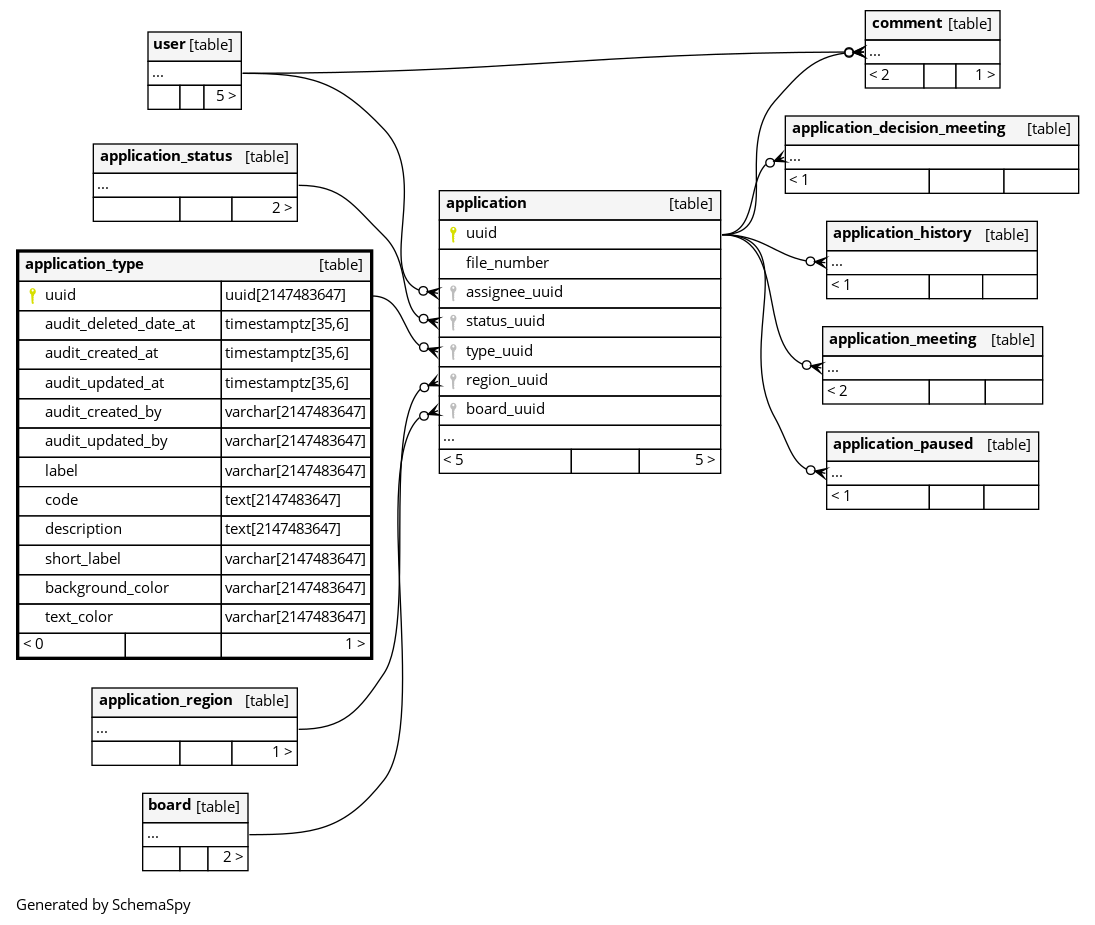 user [table]
...
5 >
application_status [table]
...
2 >
application_type [table]
uuid uuid[2147483647]
audit_deleted_date_at timestamptz[35,6]
audit_created_at timestamptz[35,6]
audit_updated_at timestamptz[35,6]
audit_created_by varchar[2147483647]
audit_updated_by varchar[2147483647]
label varchar[2147483647]
code text[2147483647]
description text[2147483647]
short_label varchar[2147483647]
background_color varchar[2147483647]
text_color varchar[2147483647]
< 0 1 >
application_region [table]
...
1 >
board [table]
...
2 >
application [table]
uuid
file_number
assignee_uuid
status_uuid
type_uuid
region_uuid
board_uuid
...
< 5 5 >
comment [table]
...
< 2 1 >
application_decision_meeting [table]
...
< 1
application_history [table]
...
< 1
application_meeting [table]
...
< 2
application_paused [table]
...
< 1
Generated by SchemaSpy